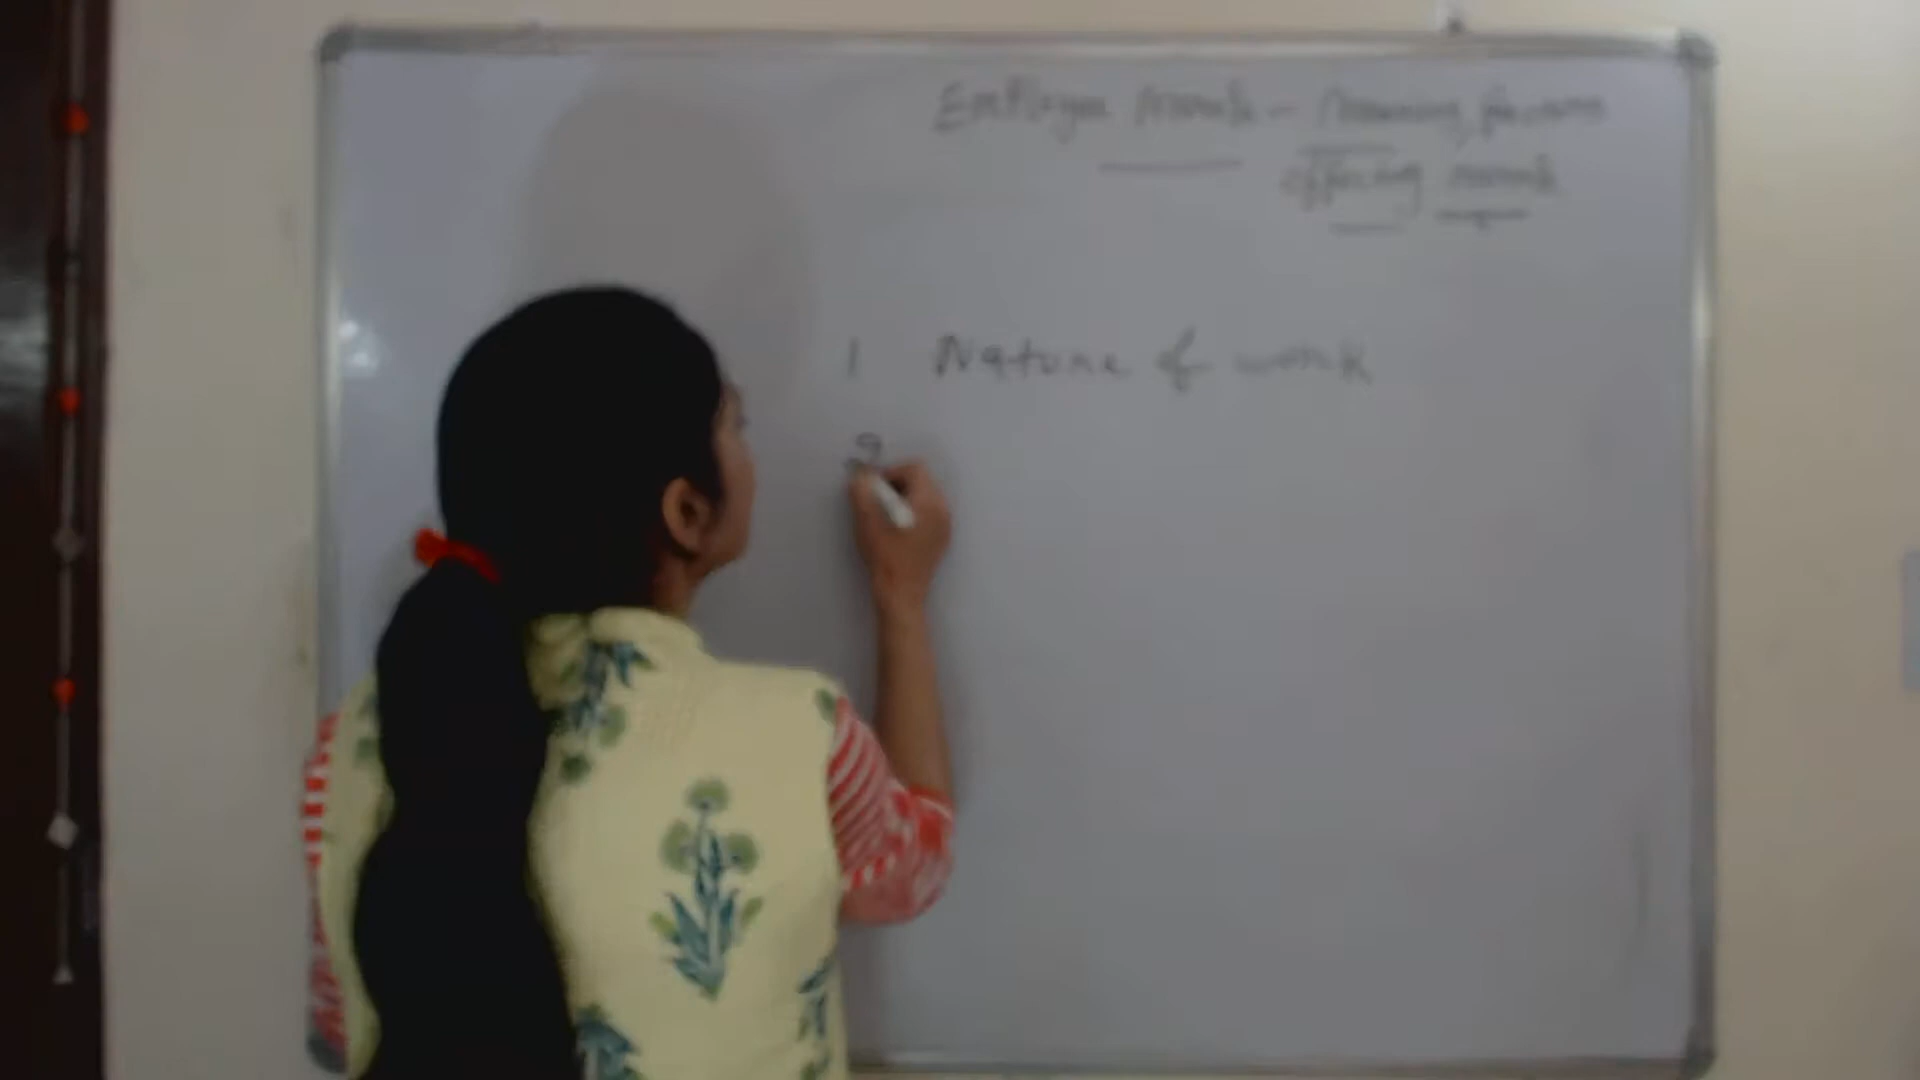 Employee morale - Meaning, factors
affecting morale
1 Nature of work
2